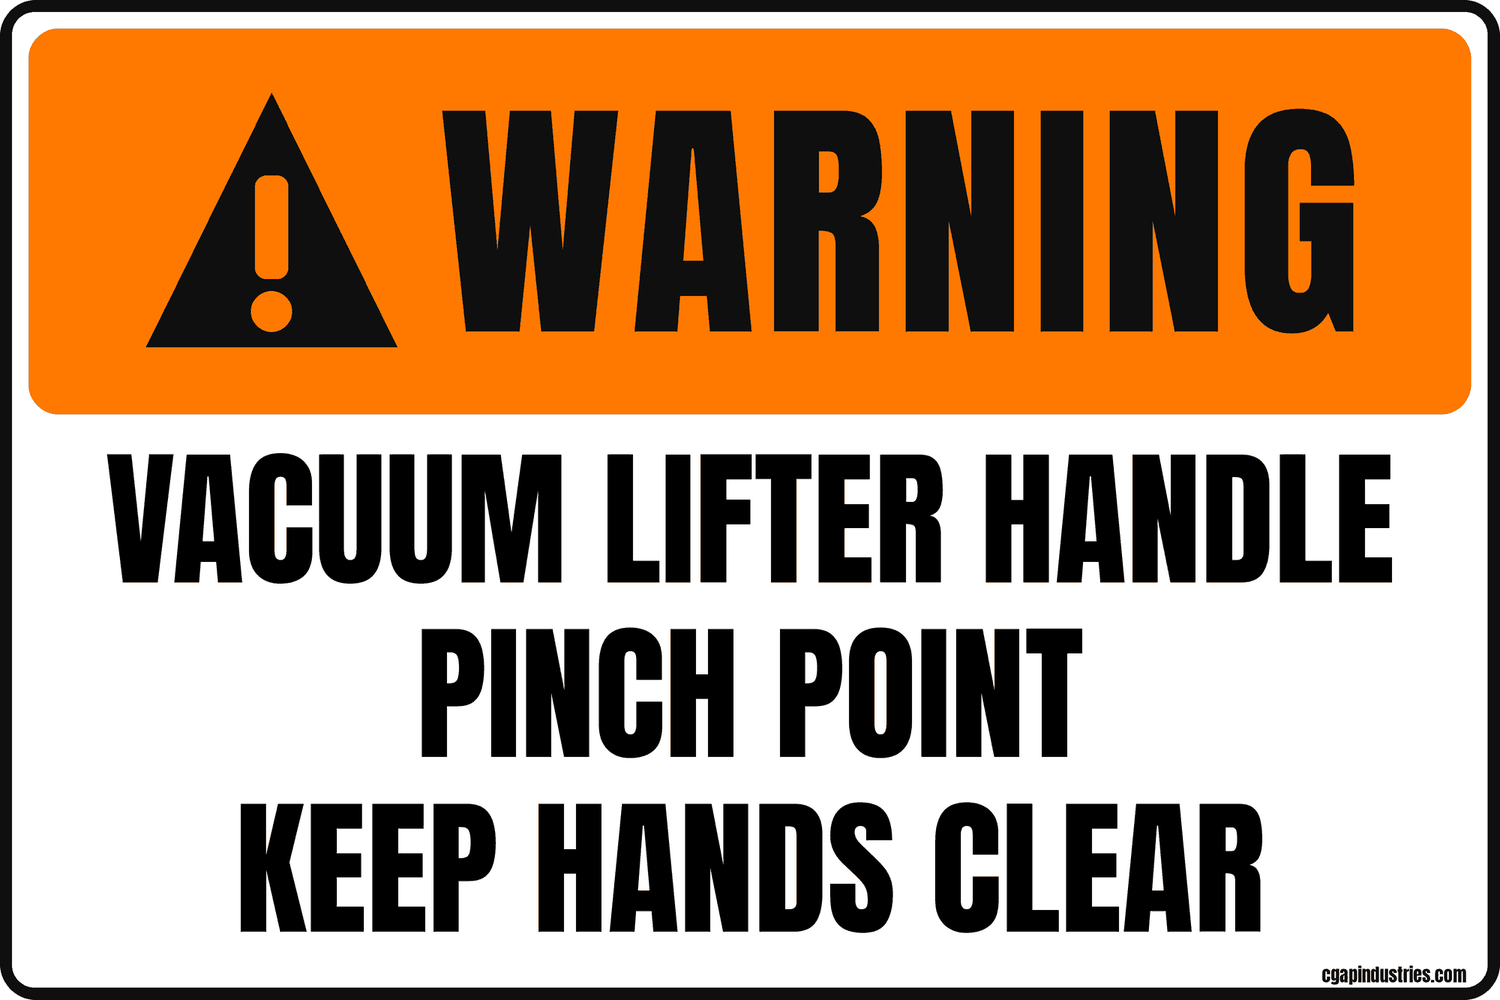 WARNING
VACUUM LIFTER HANDLE
PINCH POINT
KEEP HANDS CLEAR
cgapindustries.com